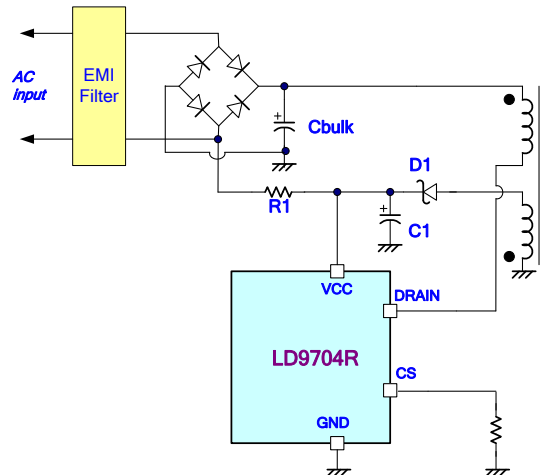 AC
input
EMI
Filter
+
Cbulk
D1
R1
+
C1
VCC
DRAIN
LD9704R
CS
GND